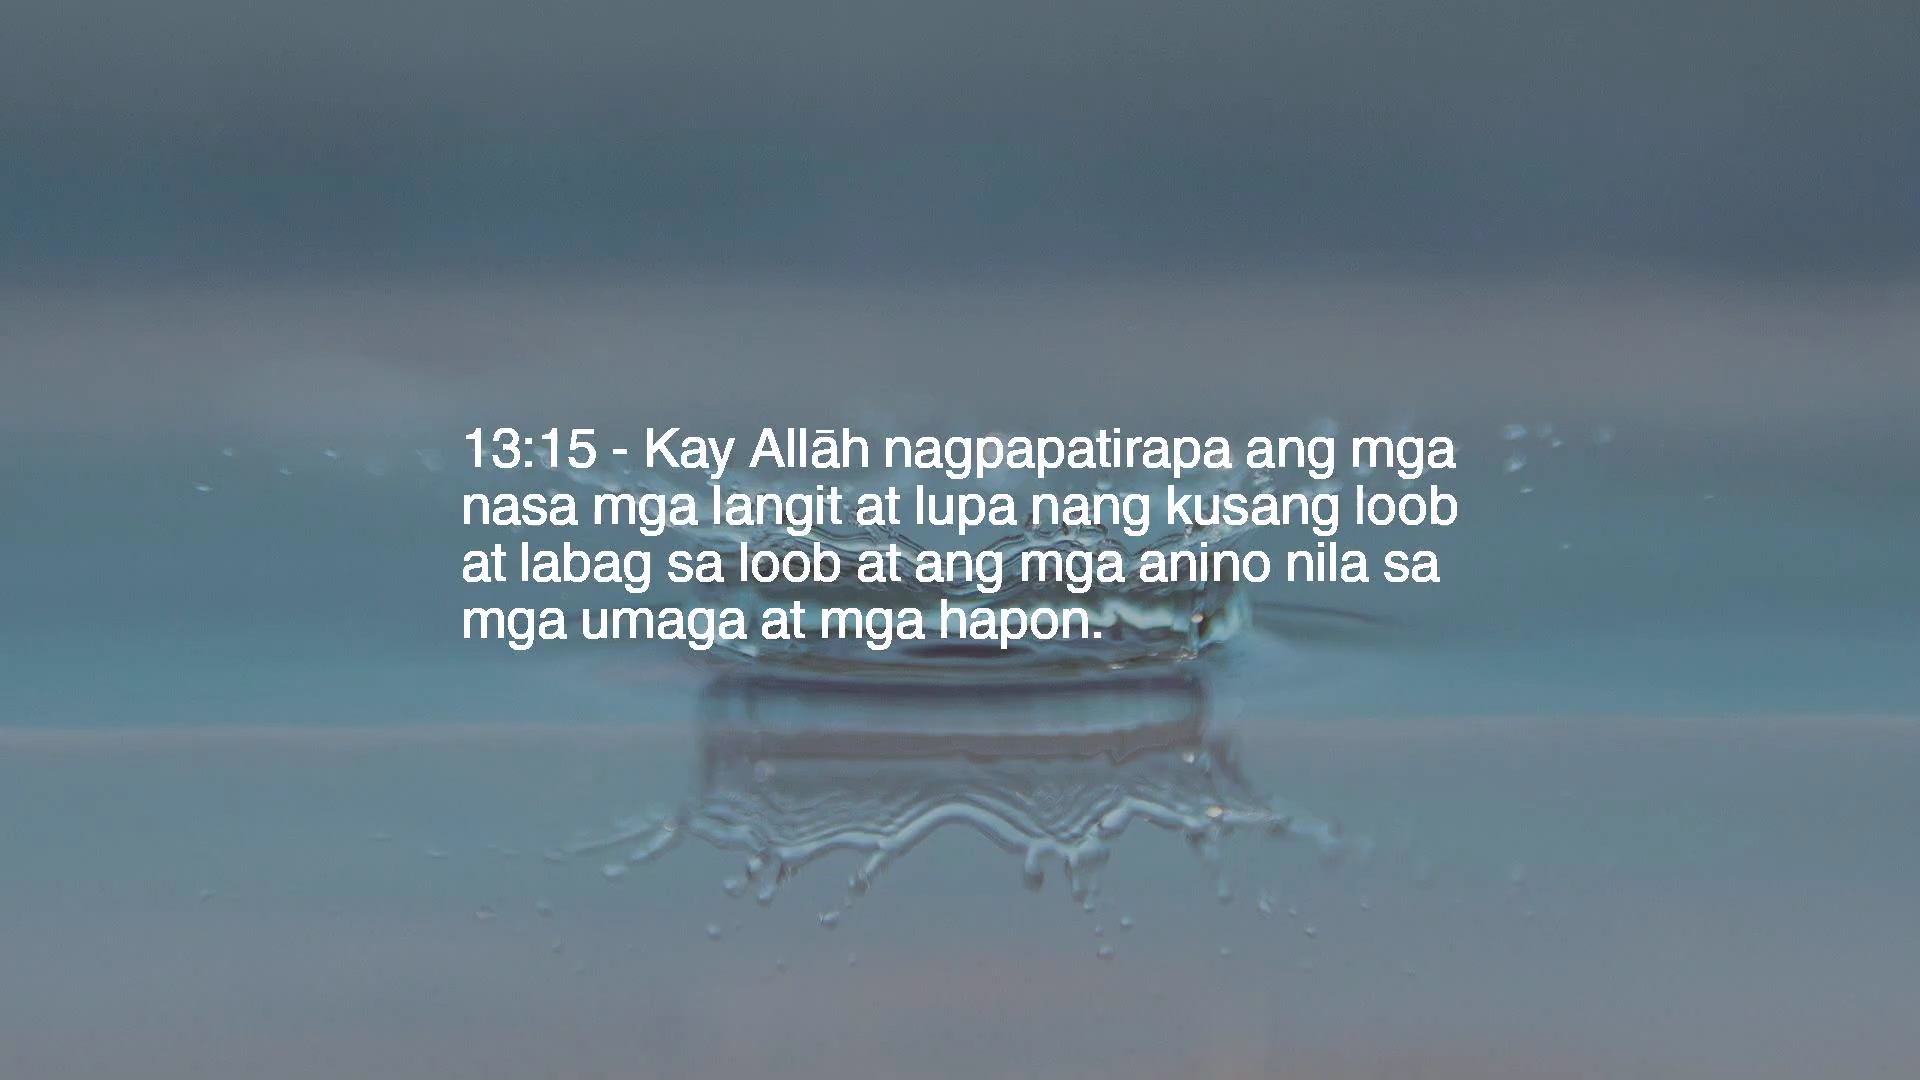 13:15 - Kay Allāh nagpapatirapa ang mga
nasa mga langit at lupa nang kusang loob
at labag sa loob at ang mga anino nila sa
mga umaga at mga hapon.